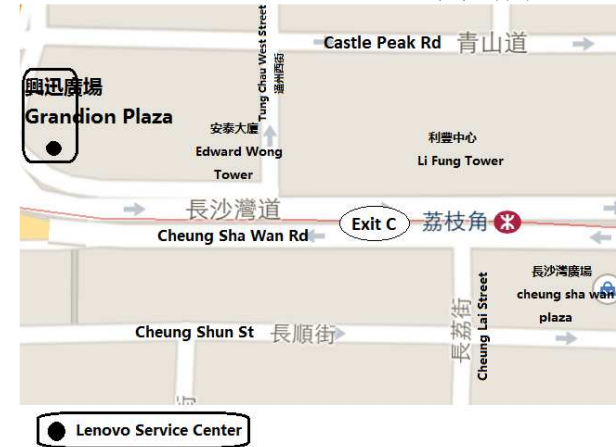 Castle Peak Rd 青山道
Tung Chau West Street
通州西街
興迅廣場
Grandion Plaza
安泰大廈
Edward Wong
Tower
利豐中心
Li Fung Tower
長沙灣道
Cheung Sha Wan Rd
Exit C
荔枝角
長沙灣廣場
cheung sha wan
plaza
長荔街
Cheung Lai Street
Cheung Shun St 長順街
街
Lenovo Service Center